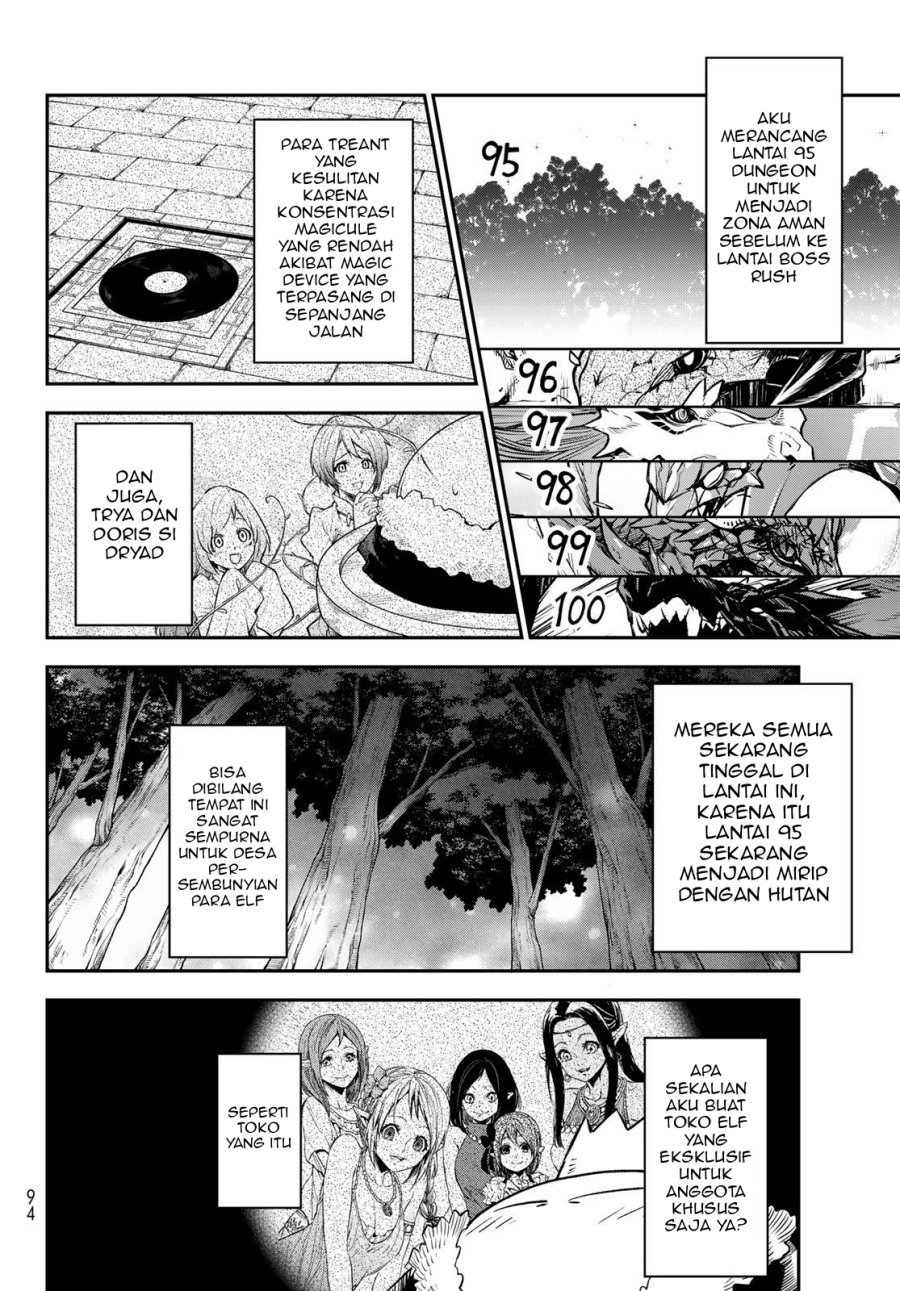 AKU
MERANCANG
LANTAI 95
DUNGEON
UNTUK
MENJADI
ZONA AMAN
SEBELUM KE
LANTAI BOSS
RUSH
95
96
97
98
99
100
PARA TREANT
YANG
KESULITAN
KARENA
KONSENTRASI
MAGICULE
YANG RENDAH
AKIBAT MAGIC
DEVICE YANG
TERPASANG DI
SEPANJANG
JALAN
DAN
JUGA,
TRYA DAN
DORIS SI
DRYAD
MEREKA SEMUA
SEKARANG
TINGGAL DI
LANTAI INI,
KARENA ITU
LANTAI 95
SEKARANG
MENJADI MIRIP
DENGAN HUTAN
BISA
DIBILANG
TEMPAT INI
SANGAT
SEMPURNA
UNTUK DESA
PER-
SEMBUNYIAN
PARA ELF
APA
SEKALIAN
AKU BUAT
TOKO ELF
YANG
EKSKLUSIF
UNTUK
ANGGOTA
KHUSUS
SAJA YA?
SEPERTI
TOKO
YANG ITU
94